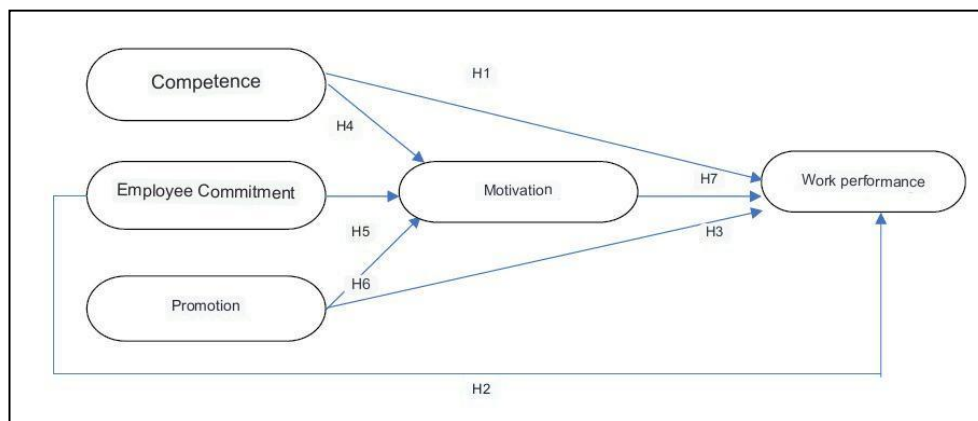 Competence
H1
H4
Employee Commitment
Motivation
H7
Work performance
H5
H3
H6
Promotion
H2